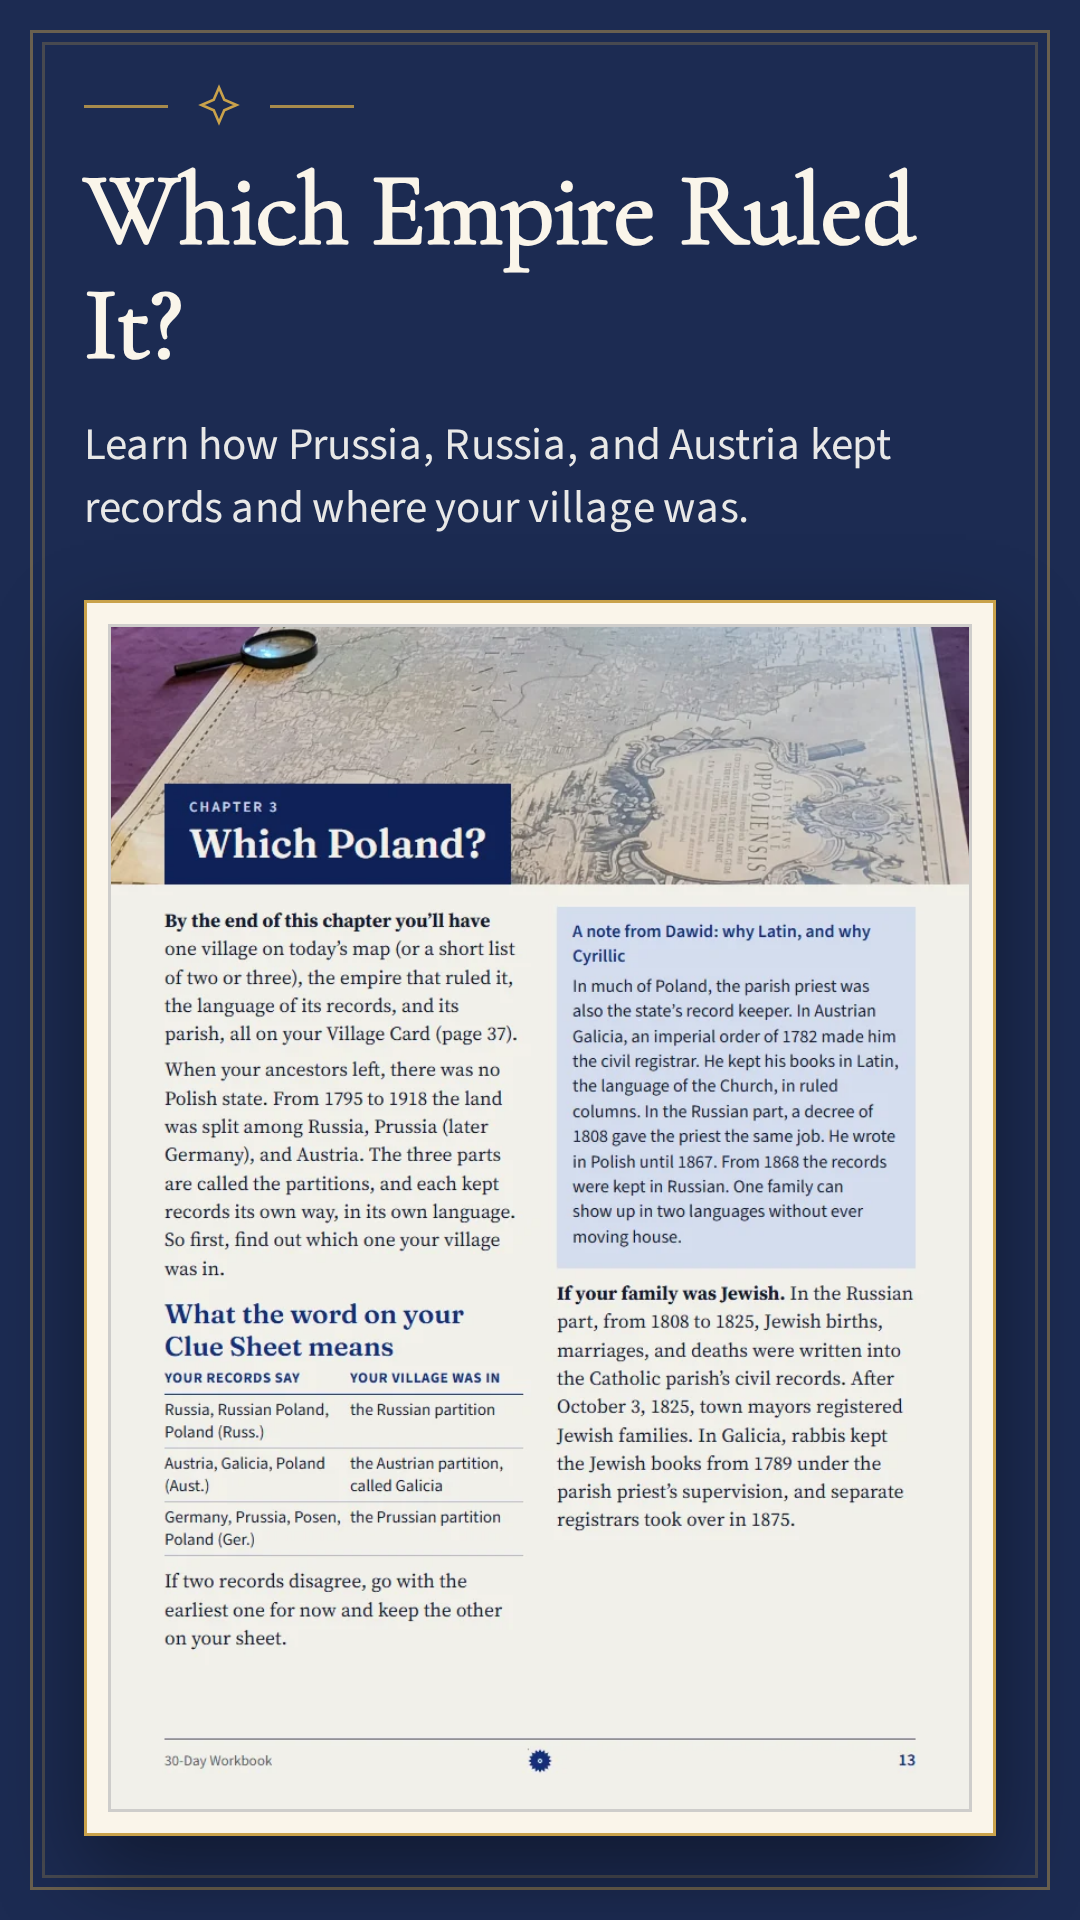 Which Empire Ruled
It?
Learn how Prussia, Russia, and Austria kept
records and where your village was.
OPPOLIENSIS
CHAPTER 3
Which Poland?
By the end of this chapter you’ll have
one village on today’s map (or a short list
of two or three), the empire that ruled it,
the language of its records, and its
parish, all on your Village Card (page 37).
When your ancestors left, there was no
Polish state. From 1795 to 1918 the land
was split among Russia, Prussia (later
Germany), and Austria. The three parts
are called the partitions, and each kept
records its own way, in its own language.
So first, find out which one your village
was in.
What the word on your
Clue Sheet means
YOUR RECORDS SAY YOUR VILLAGE WAS IN
Russia, Russian Poland, the Russian partition
Poland (Russ.)
Austria, Galicia, Poland the Austrian partition,
(Aust.) called Galicia
Germany, Prussia, Posen, the Prussian partition
Poland (Ger.)
If two records disagree, go with the
earliest one for now and keep the other
on your sheet.
A note from Dawid: why Latin, and why
Cyrillic
In much of Poland, the parish priest was
also the state’s record keeper. In Austrian
Galicia, an imperial order of 1782 made him
the civil registrar. He kept his books in Latin,
the language of the Church, in ruled
columns. In the Russian part, a decree of
1808 gave the priest the same job. He wrote
in Polish until 1867. From 1868 the records
were kept in Russian. One family can
show up in two languages without ever
moving house.
If your family was Jewish. In the Russian
part, from 1808 to 1825, Jewish births,
marriages, and deaths were written into
the Catholic parish’s civil records. After
October 3, 1825, town mayors registered
Jewish families. In Galicia, rabbis kept
the Jewish books from 1789 under the
parish priest’s supervision, and separate
registrars took over in 1875.
30-Day Workbook
13